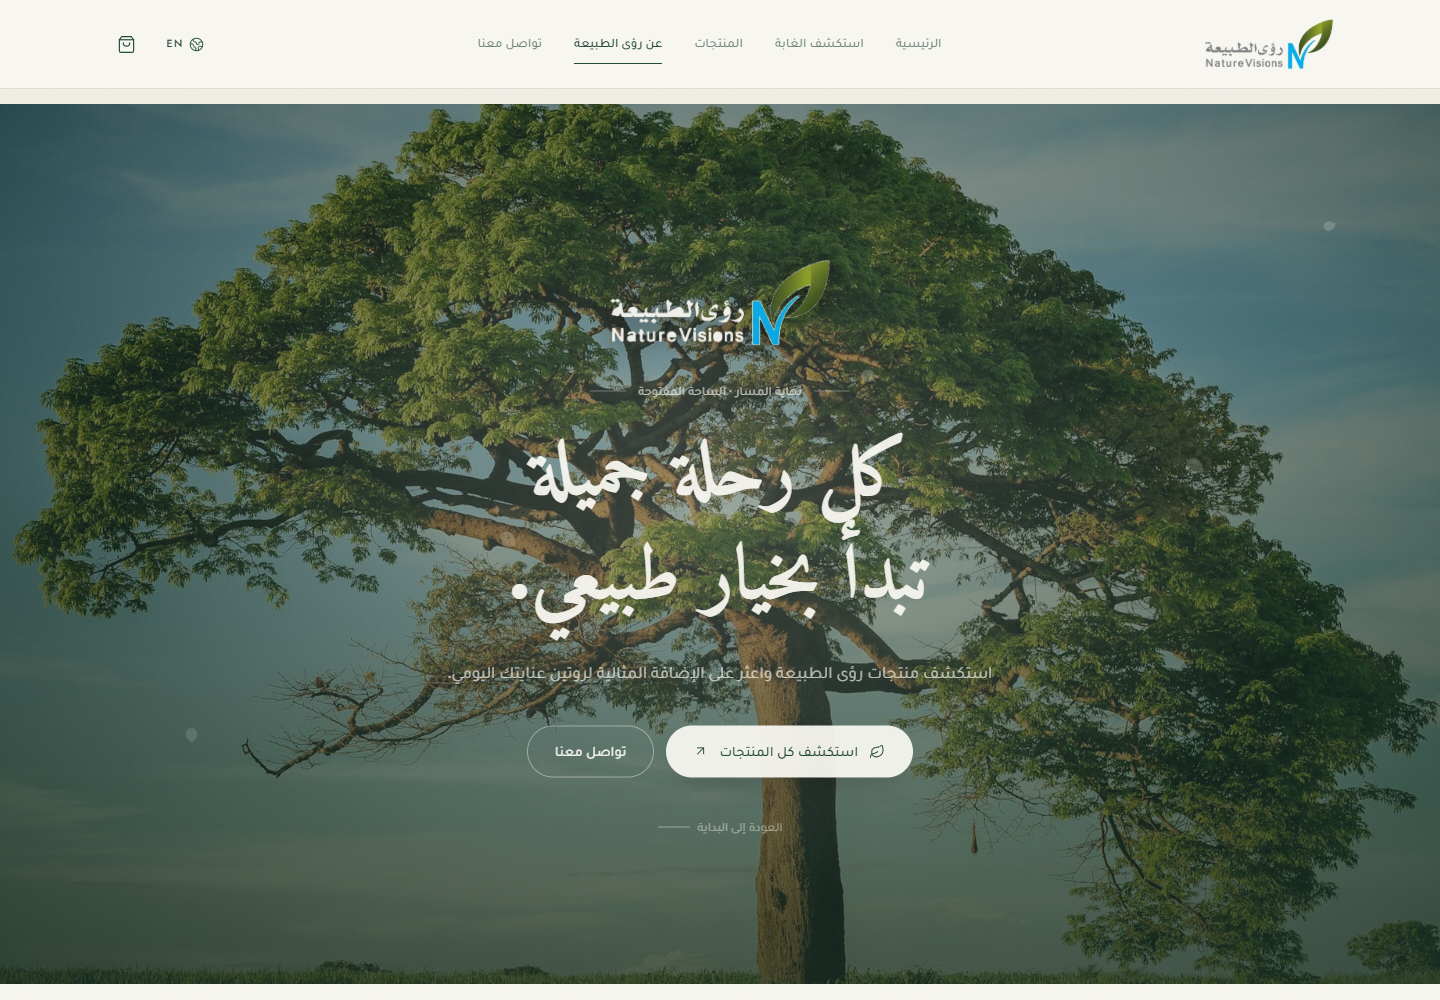 رؤى الطبيعة
NatureVisions
الرئيسية
استكشف الغابة
المنتجات
عن رؤى الطبيعة
تواصل معنا
EN
رؤى الطبيعة
NatureVisions
نهاية المسار · الساحة المفتوحة
كل رحلة جميلة
تبدأ بخيار طبيعي.
استكشف منتجات رؤى الطبيعة واعثر على الإضافة المثالية لروتين عنايتك اليومي.
استكشف كل المنتجات
تواصل معنا
العودة إلى البداية